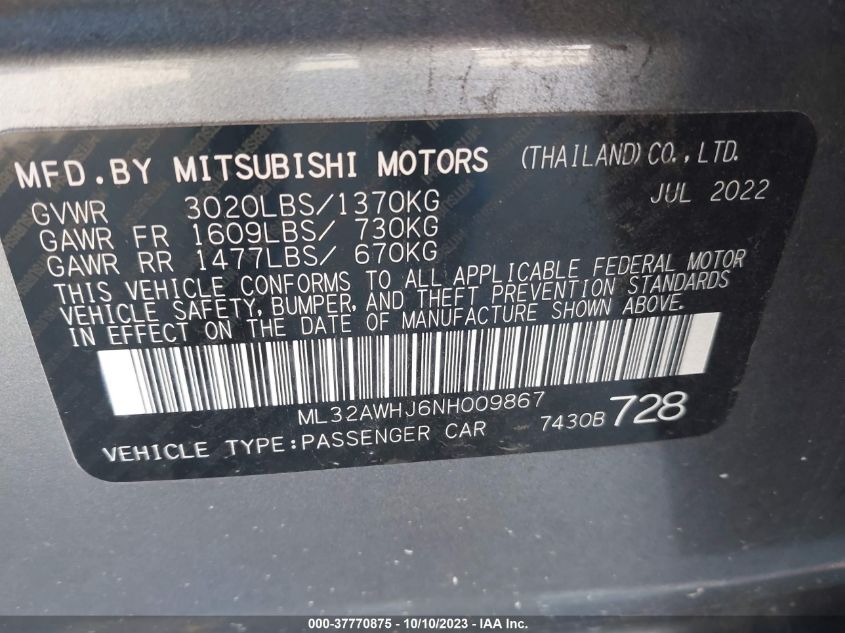 MFD.BY MITSUBISHI MOTORS (THAILAND)CO.,LTD.
JUL 2022
GVWR 3020LBS/1370KG
GAWR FR 1609LBS/ 730KG
GAWR RR 1477LBS/ 670KG
THIS VEHICLE CONFORMS TO ALL APPLICABLE FEDERAL MOTOR
VEHICLE SAFETY, BUMPER, AND THEFT PREVENTION STANDARDS
IN EFFECT ON THE DATE OF MANUFACTURE SHOWN ABOVE.
ML32AWHJ6NH009867
VEHICLE TYPE:PASSENGER CAR 7430B 728
000-37770875 - 10/10/2023 - IAA Inc.